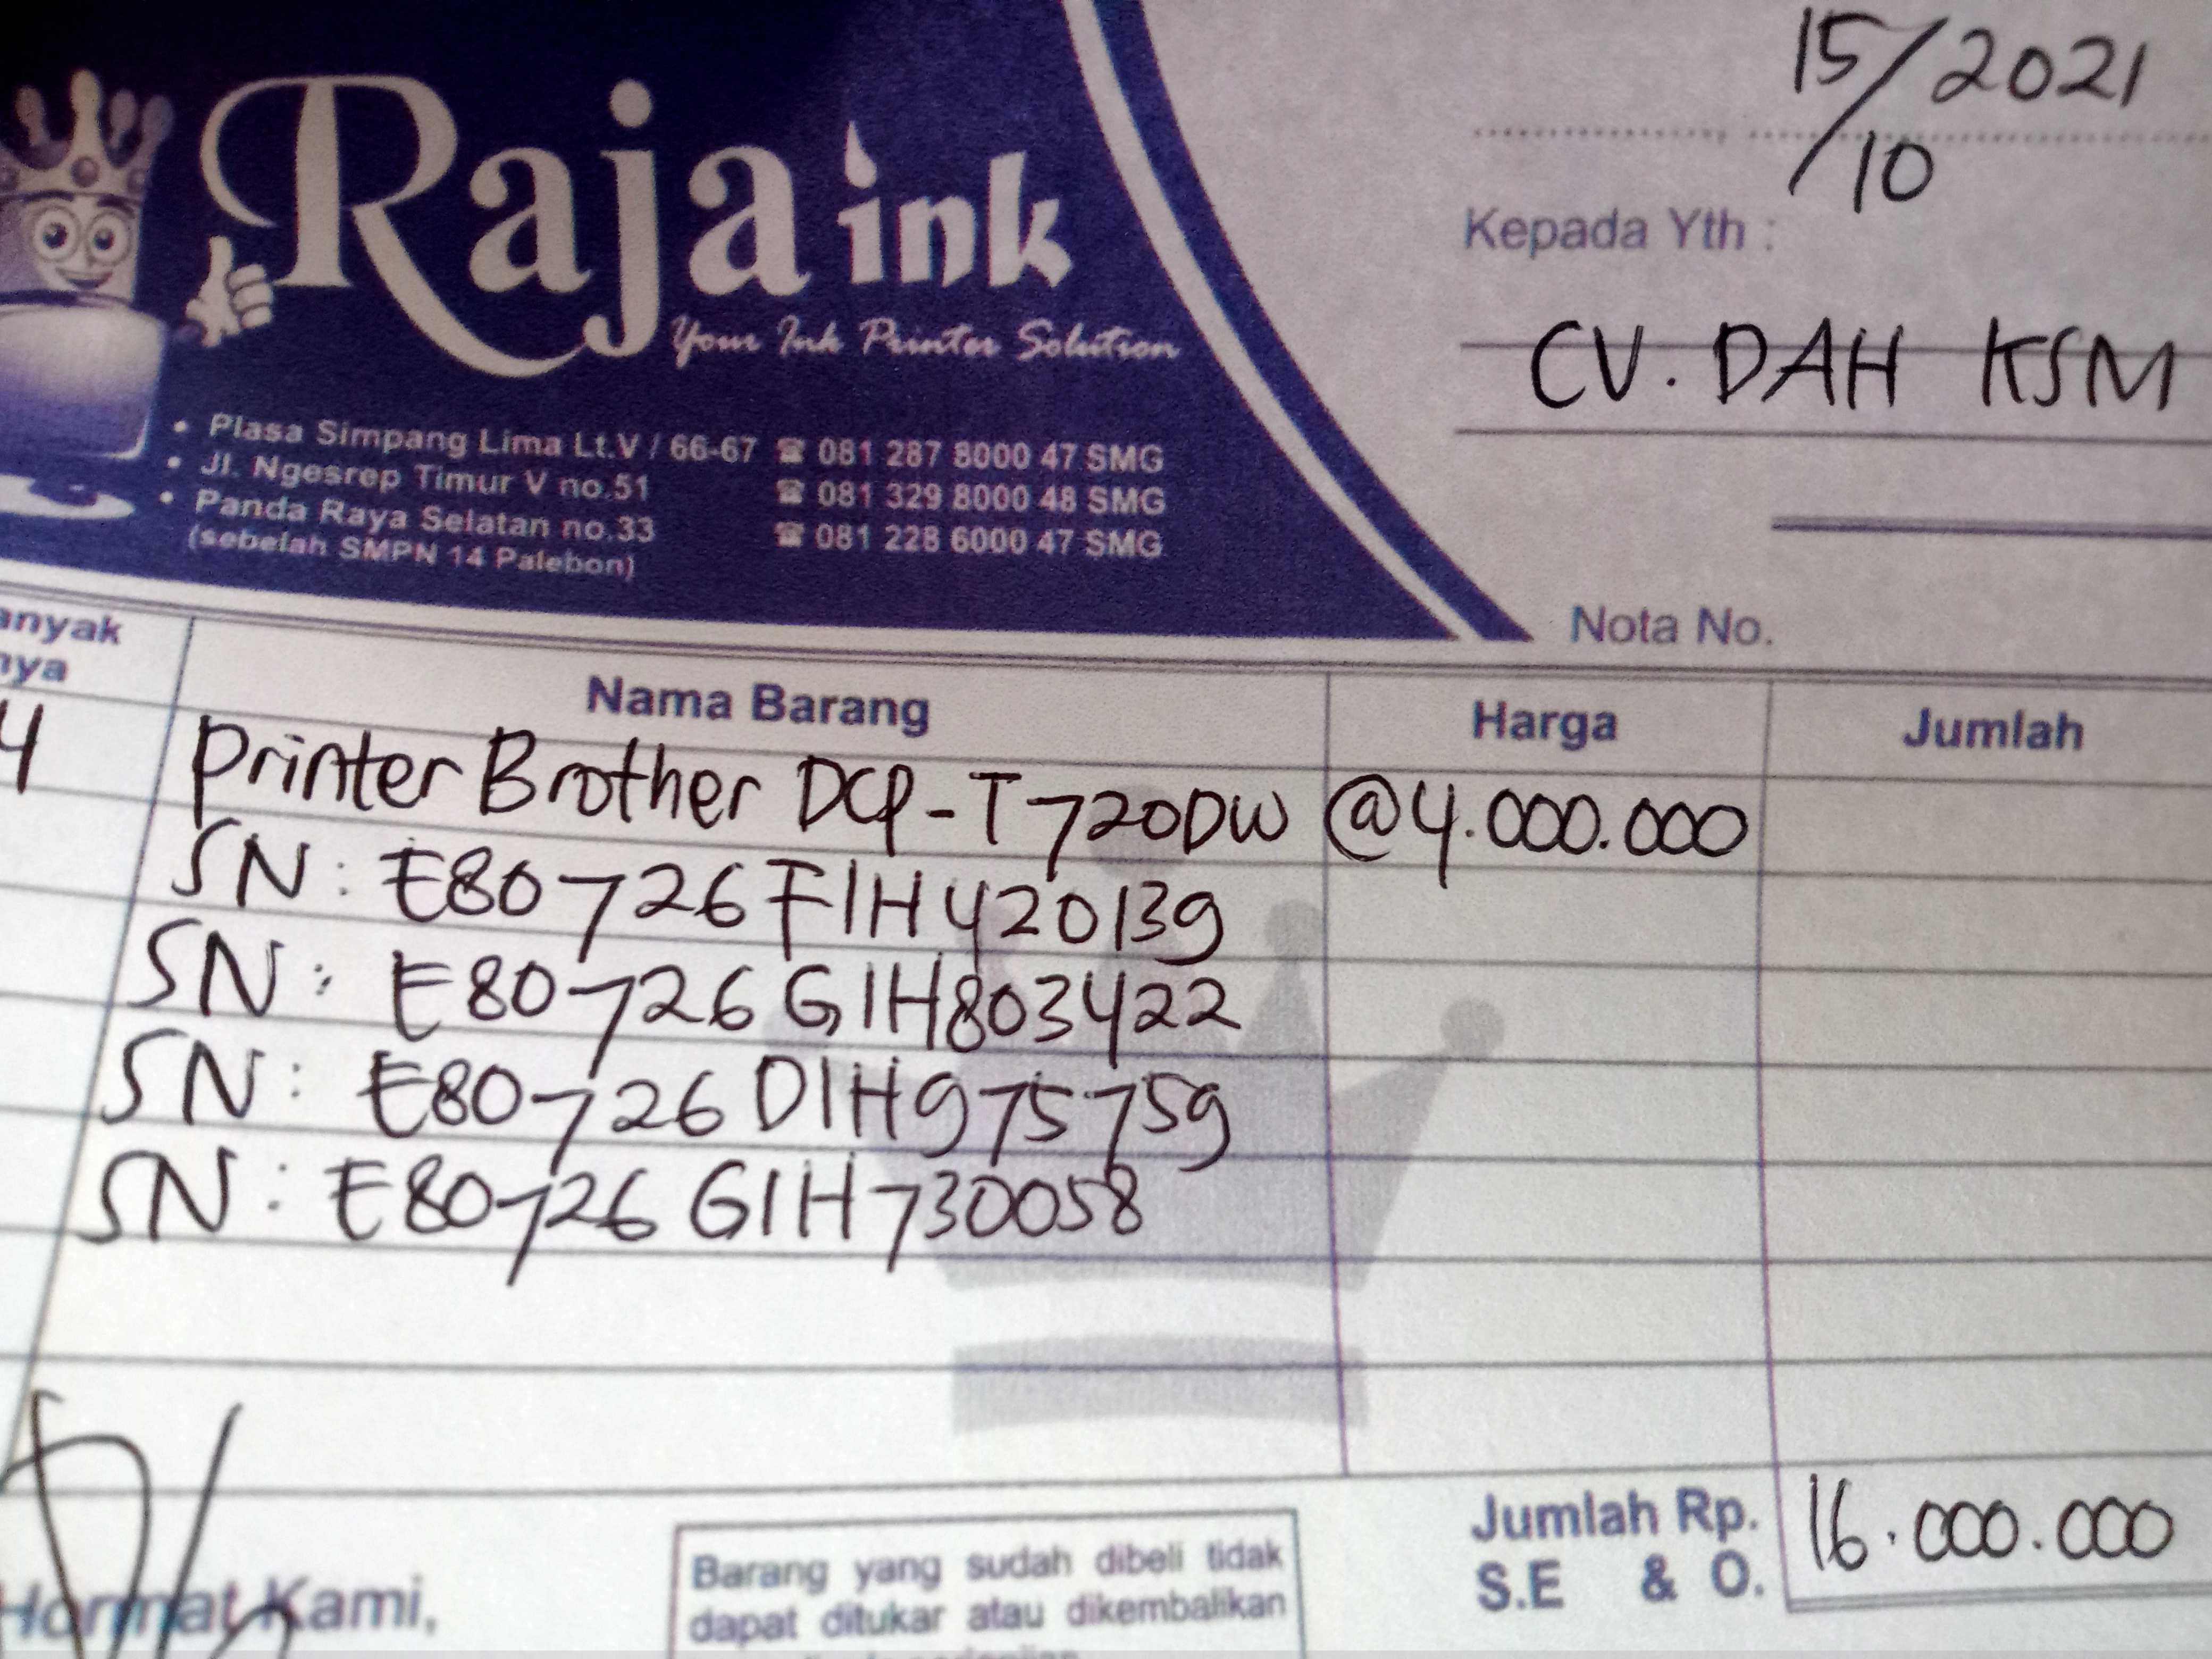 15/10/2021
Raja ink
Your Ink Printer Solution
Kepada Yth :
CV. DAH KSM
• Plasa Simpang Lima Lt.V / 66-67 ☎ 081 287 8000 47 SMG
• Jl. Ngesrep Timur V no.51 ☎ 081 329 8000 48 SMG
• Panda Raya Selatan no.33 ☎ 081 228 6000 47 SMG
(sebelah SMPN 14 Palebon)
Nota No.
anyak
nya
Nama Barang Harga Jumlah
4 Printer Brother DCP-T720DW @4.000.000
SN: E80726F1H420139
SN: E80726G1H803422
SN: E80726D1H975759
SN: E80726G1H730058
Jumlah Rp. 16.000.000
S.E & O.
Hormat Kami,
Barang yang sudah dibeli tidak
dapat ditukar atau dikembalikan